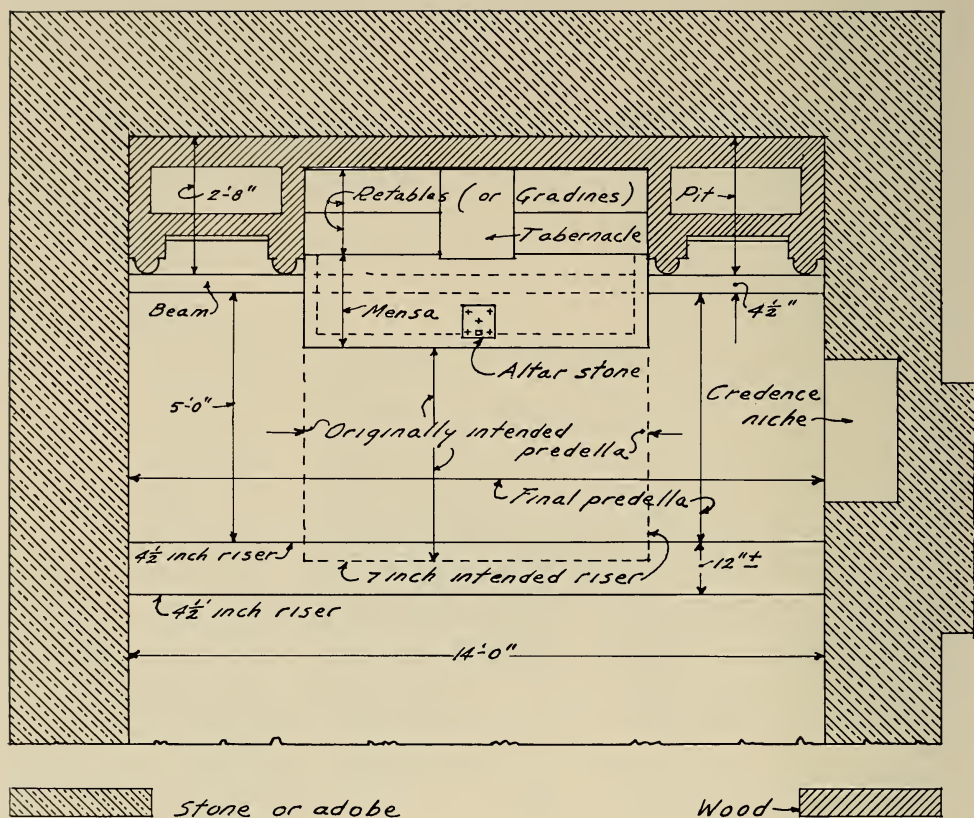 2'-8"
Retables (or Gradines)
Pit
Tabernacle
Beam
Mensa
4½"
Altar stone
5'-0"
Credence
niche
Originally intended
predella
Final predella
4½ inch riser
7 inch intended riser
12"±
4½' inch riser
14'-0"
Stone or adobe
Wood